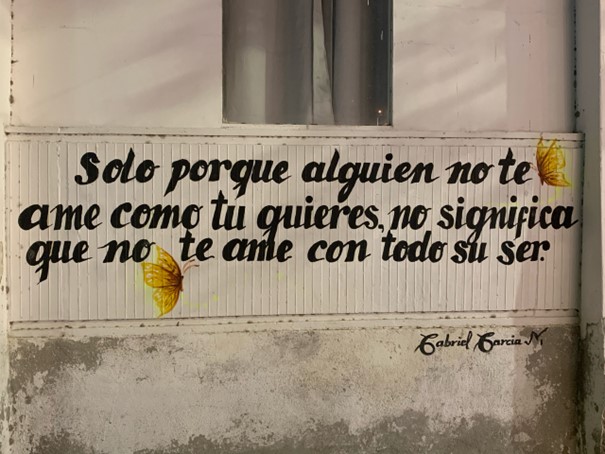 Solo porque alguien no te
ame como tu quieres, no significa
que no te ame con todo su ser.
Gabriel Garcia M,